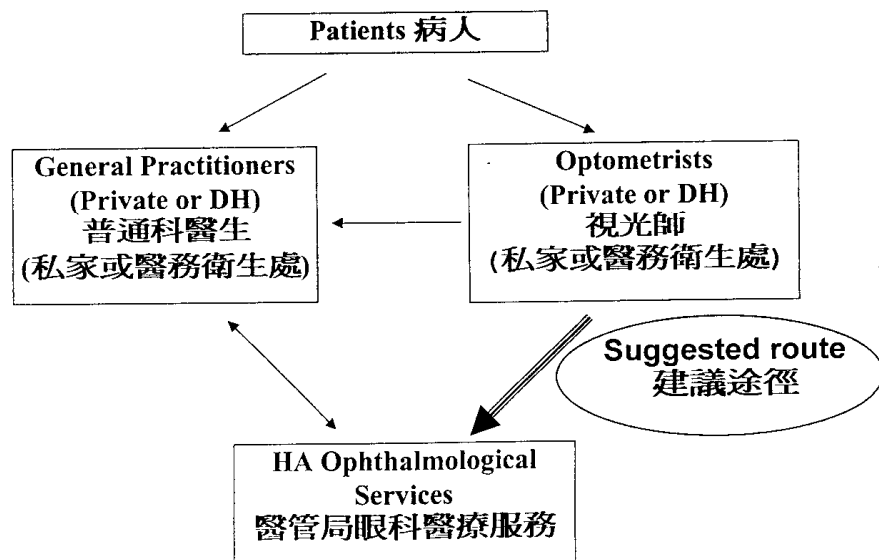 Patients 病人
General Practitioners
(Private or DH)
普通科醫生
(私家或醫務衛生處)
Optometrists
(Private or DH)
視光師
(私家或醫務衛生處)
Suggested route
建議途徑
HA Ophthalmological
Services
醫管局眼科醫療服務